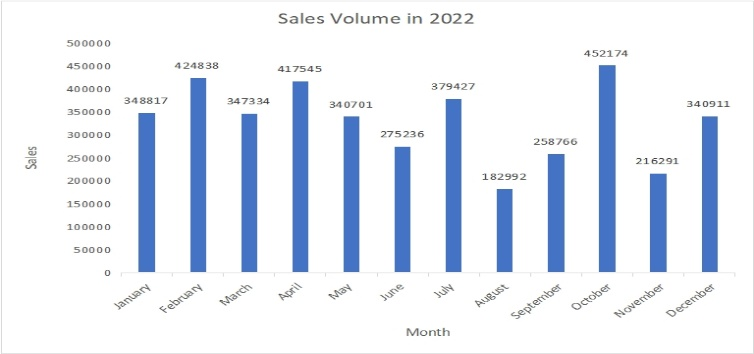 Sales Volume in 2022
Sales
500000
450000
400000
350000
300000
250000
200000
150000
100000
50000
0
348817
424838
347334
417545
340701
275236
379427
182992
258766
452174
216291
340911
January
February
March
April
May
June
July
August
September
October
November
December
Month